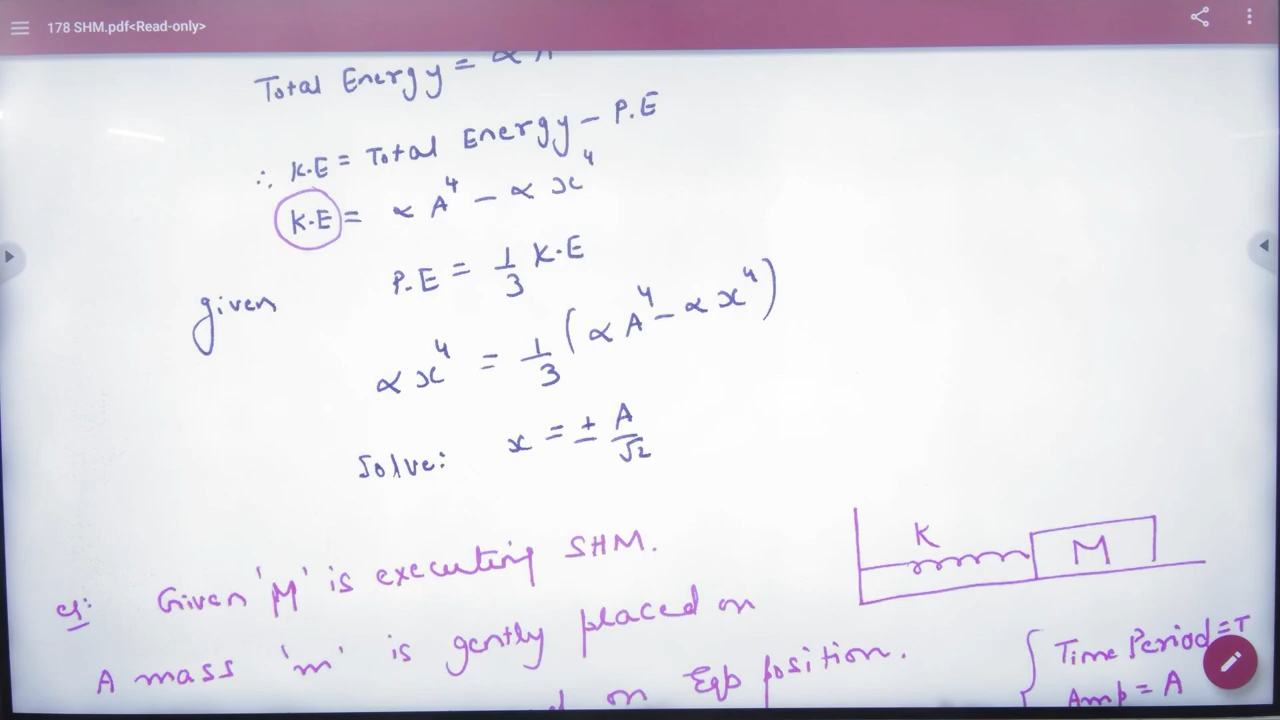 178 SHM.pdf<Read-only>
Total Energy = α A
∴ K.E = Total Energy - P.E
K.E = α A⁴ - α x⁴
given P.E = 1/3 K.E
α x⁴ = 1/3 (α A⁴ - α x⁴)
Solve: x = ± A/√2
K
M
eg: Given 'M' is executing SHM.
A mass 'm' is gently placed on
on Eqb position.
Time Period = T
Amp = A